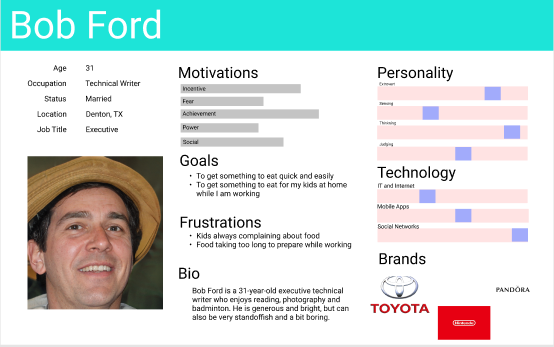 Bob Ford
Age 31
Occupation Technical Writer
Status Married
Location Denton, TX
Job Title Executive
Motivations
Incentive
Fear
Achievement
Power
Social
Goals
• To get something to eat quick and easily
• To get something to eat for my kids at home
while I am working
Frustrations
• Kids always complaining about food
• Food taking too long to prepare while working
Bio
Bob Ford is a 31-year-old executive technical
writer who enjoys reading, photography and
badminton. He is generous and bright, but can
also be very standoffish and a bit boring.
Personality
Extrovert
Sensing
Thinking
Judging
Technology
IT and Internet
Mobile Apps
Social Networks
Brands
TOYOTA
PANDÖRA
Nintendo